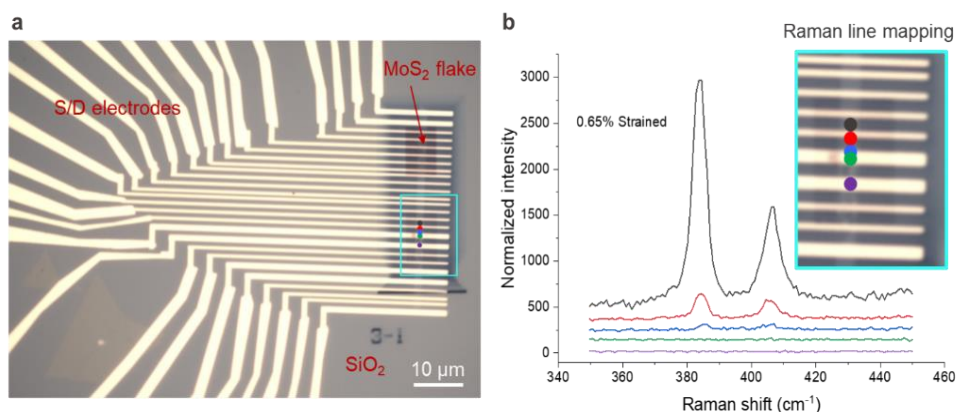 a
MoS₂ flake
S/D electrodes
3-1
SiO₂
10 µm
b
Raman line mapping
0.65% Strained
Normalized intensity
3000
2500
2000
1500
1000
500
0
340 360 380 400 420 440 460
Raman shift (cm⁻¹)